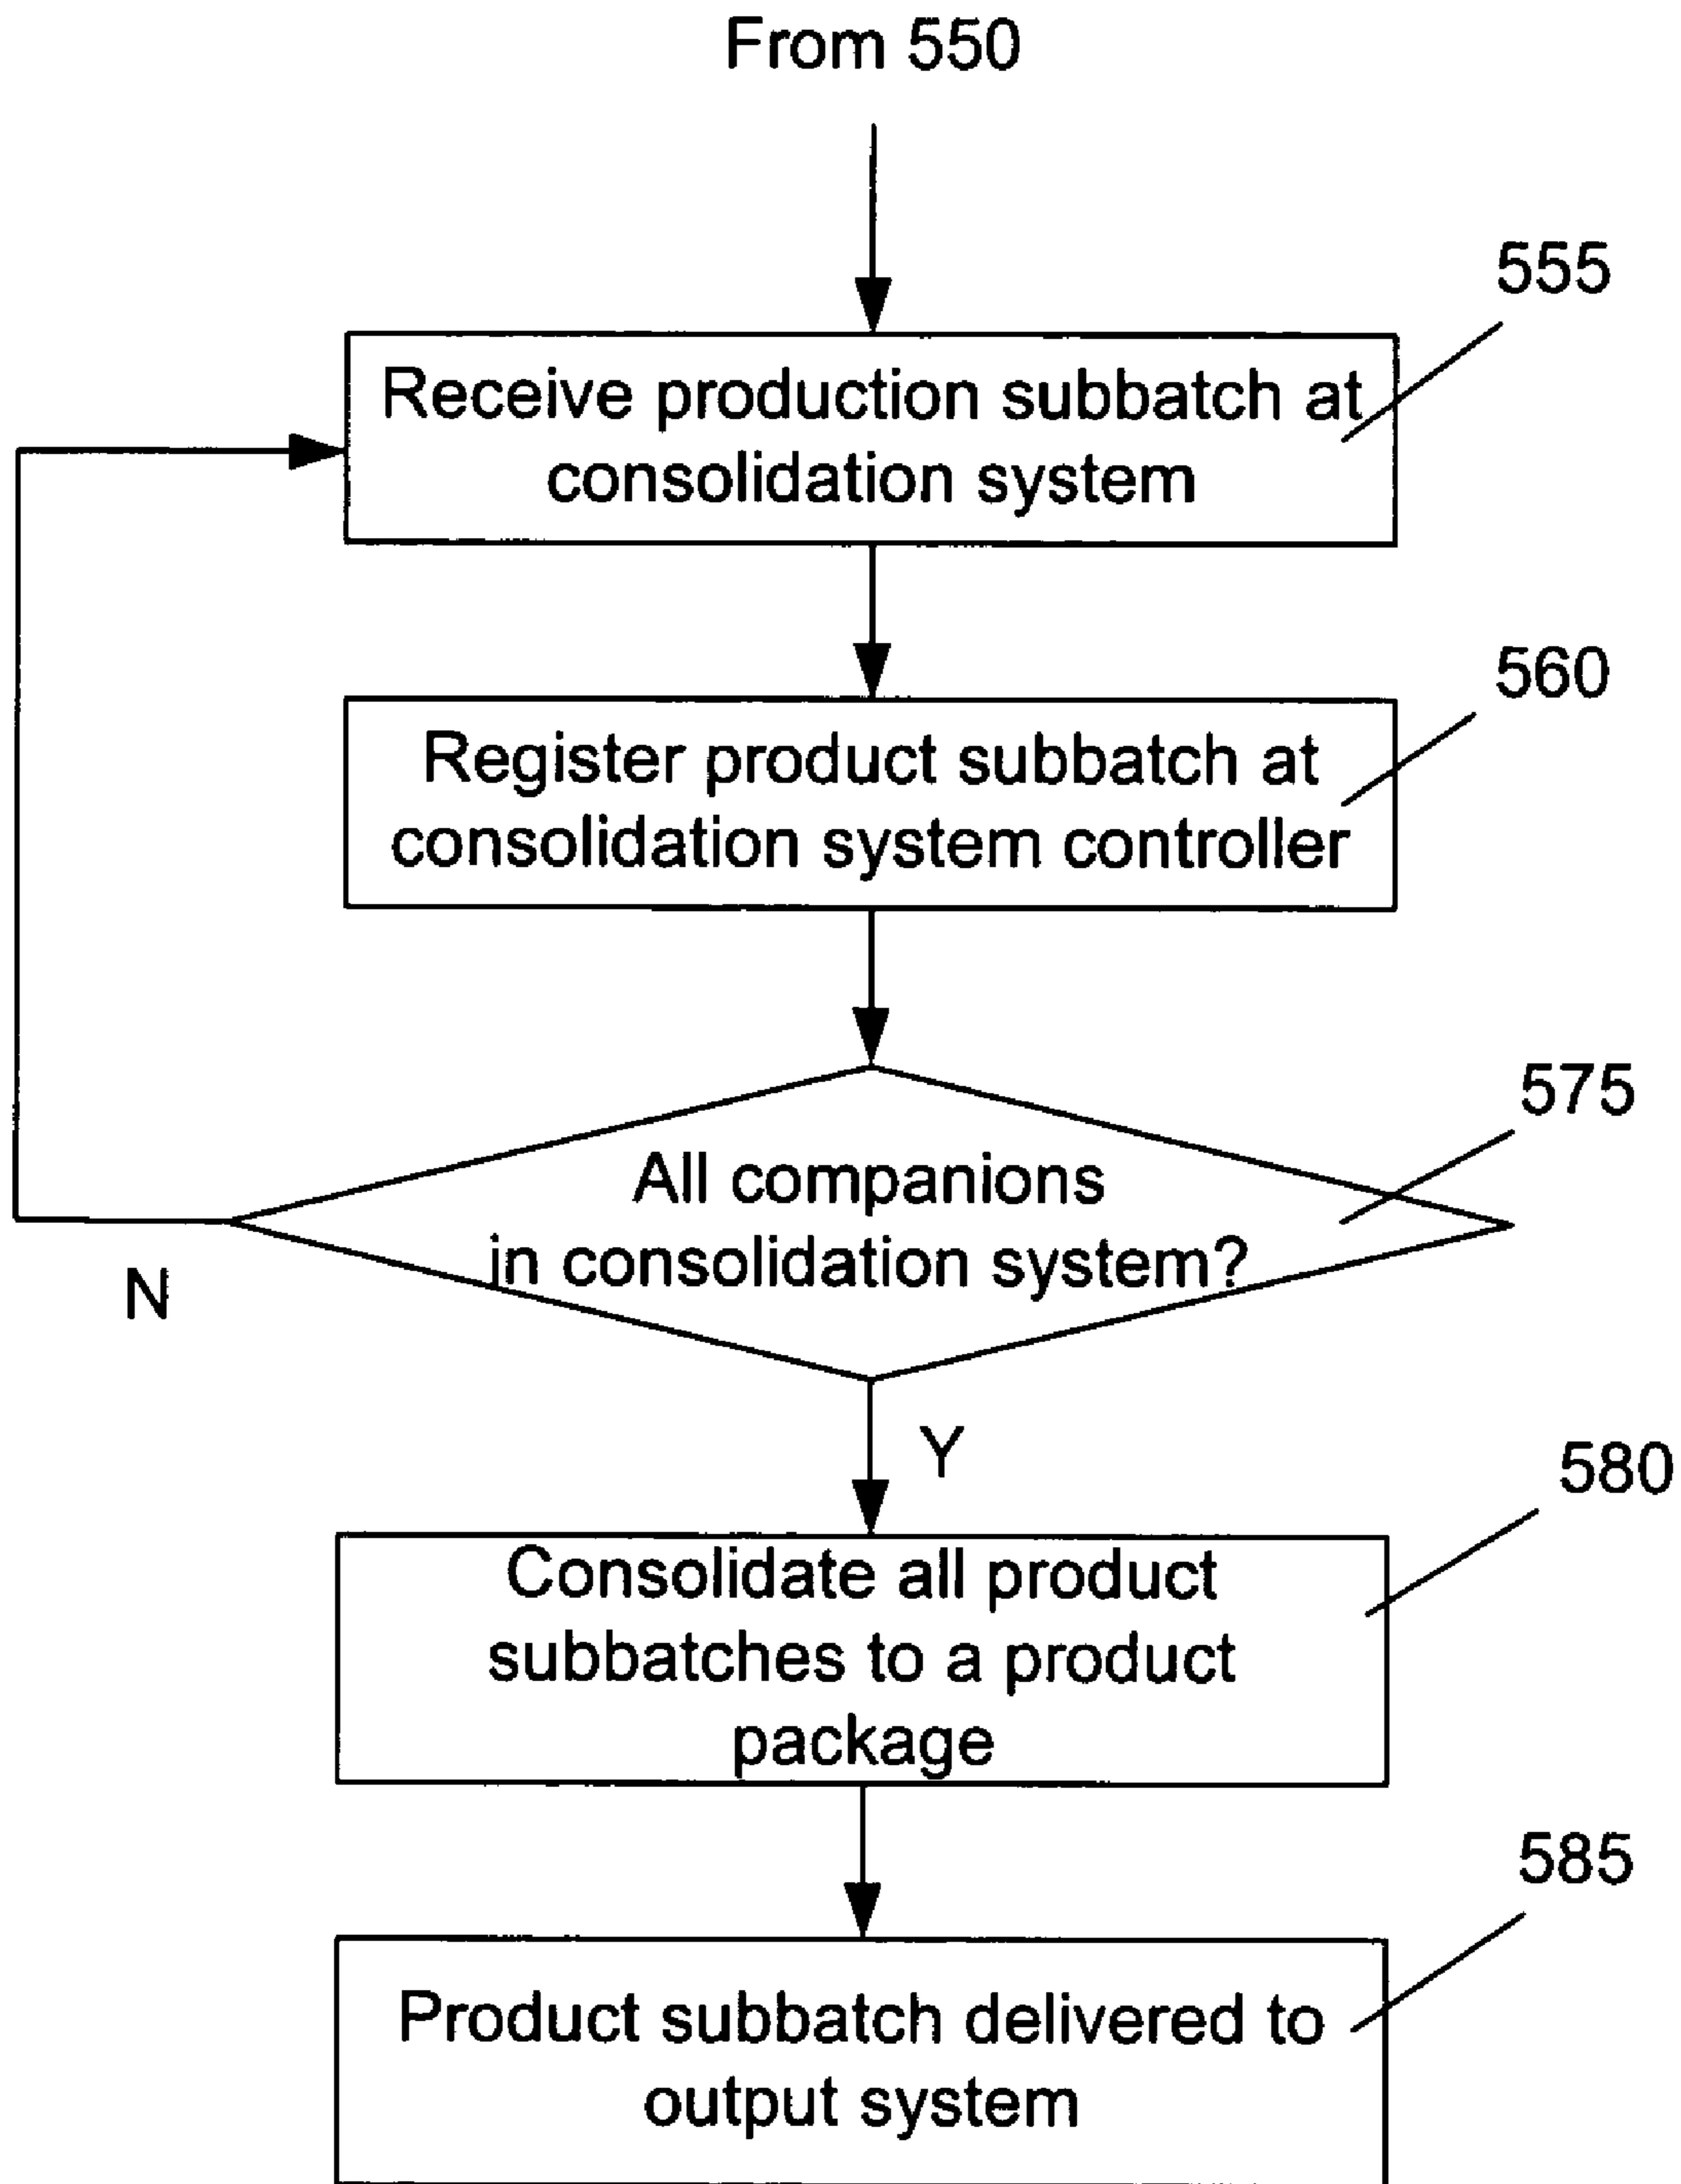 From 550
555
Receive production subbatch at
consolidation system
560
Register product subbatch at
consolidation system controller
575
All companions
in consolidation system?
N
Y
580
Consolidate all product
subbatches to a product
package
585
Product subbatch delivered to
output system